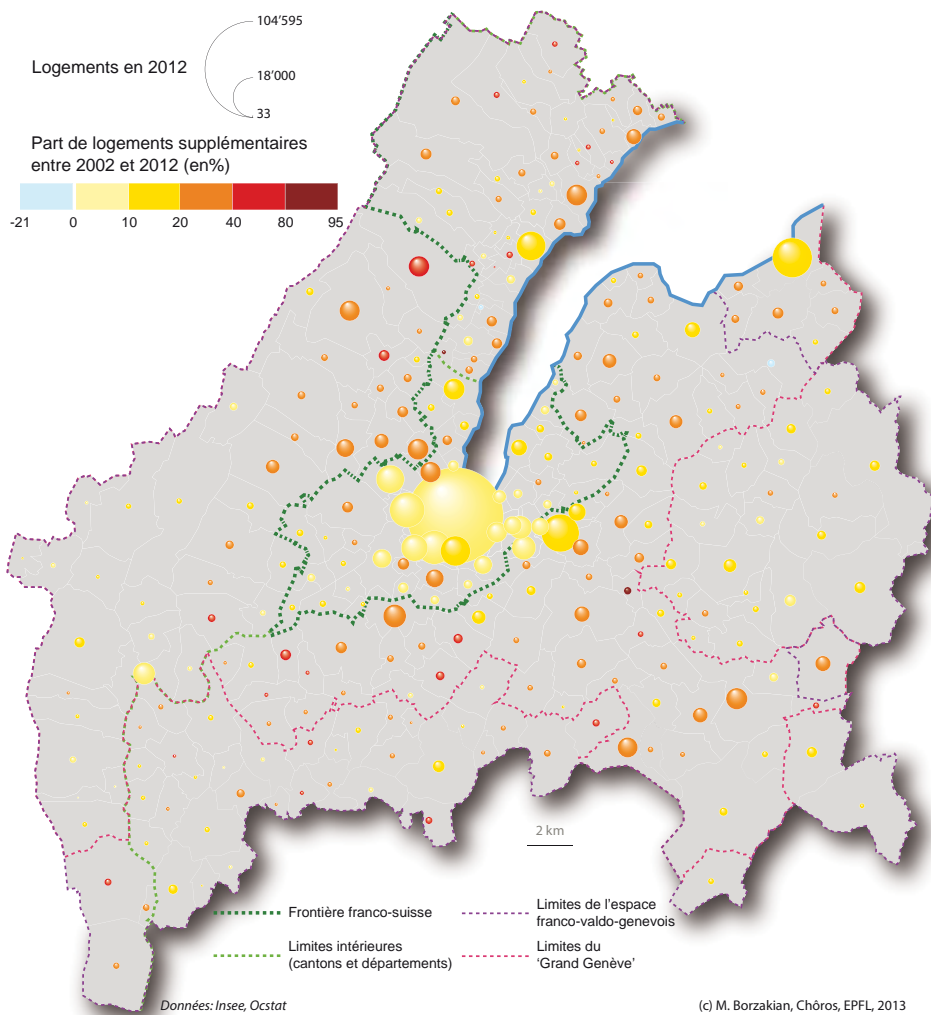 104'595
Logements en 2012
18'000
33
Part de logements supplémentaires
entre 2002 et 2012 (en%)
-21 0 10 20 40 80 95
2 km
Frontière franco-suisse
Limites intérieures
(cantons et départements)
Limites de l'espace
franco-valdo-genevois
Limites du
'Grand Genève'
Données: Insee, Ocstat
(c) M. Borzakian, Chôros, EPFL, 2013